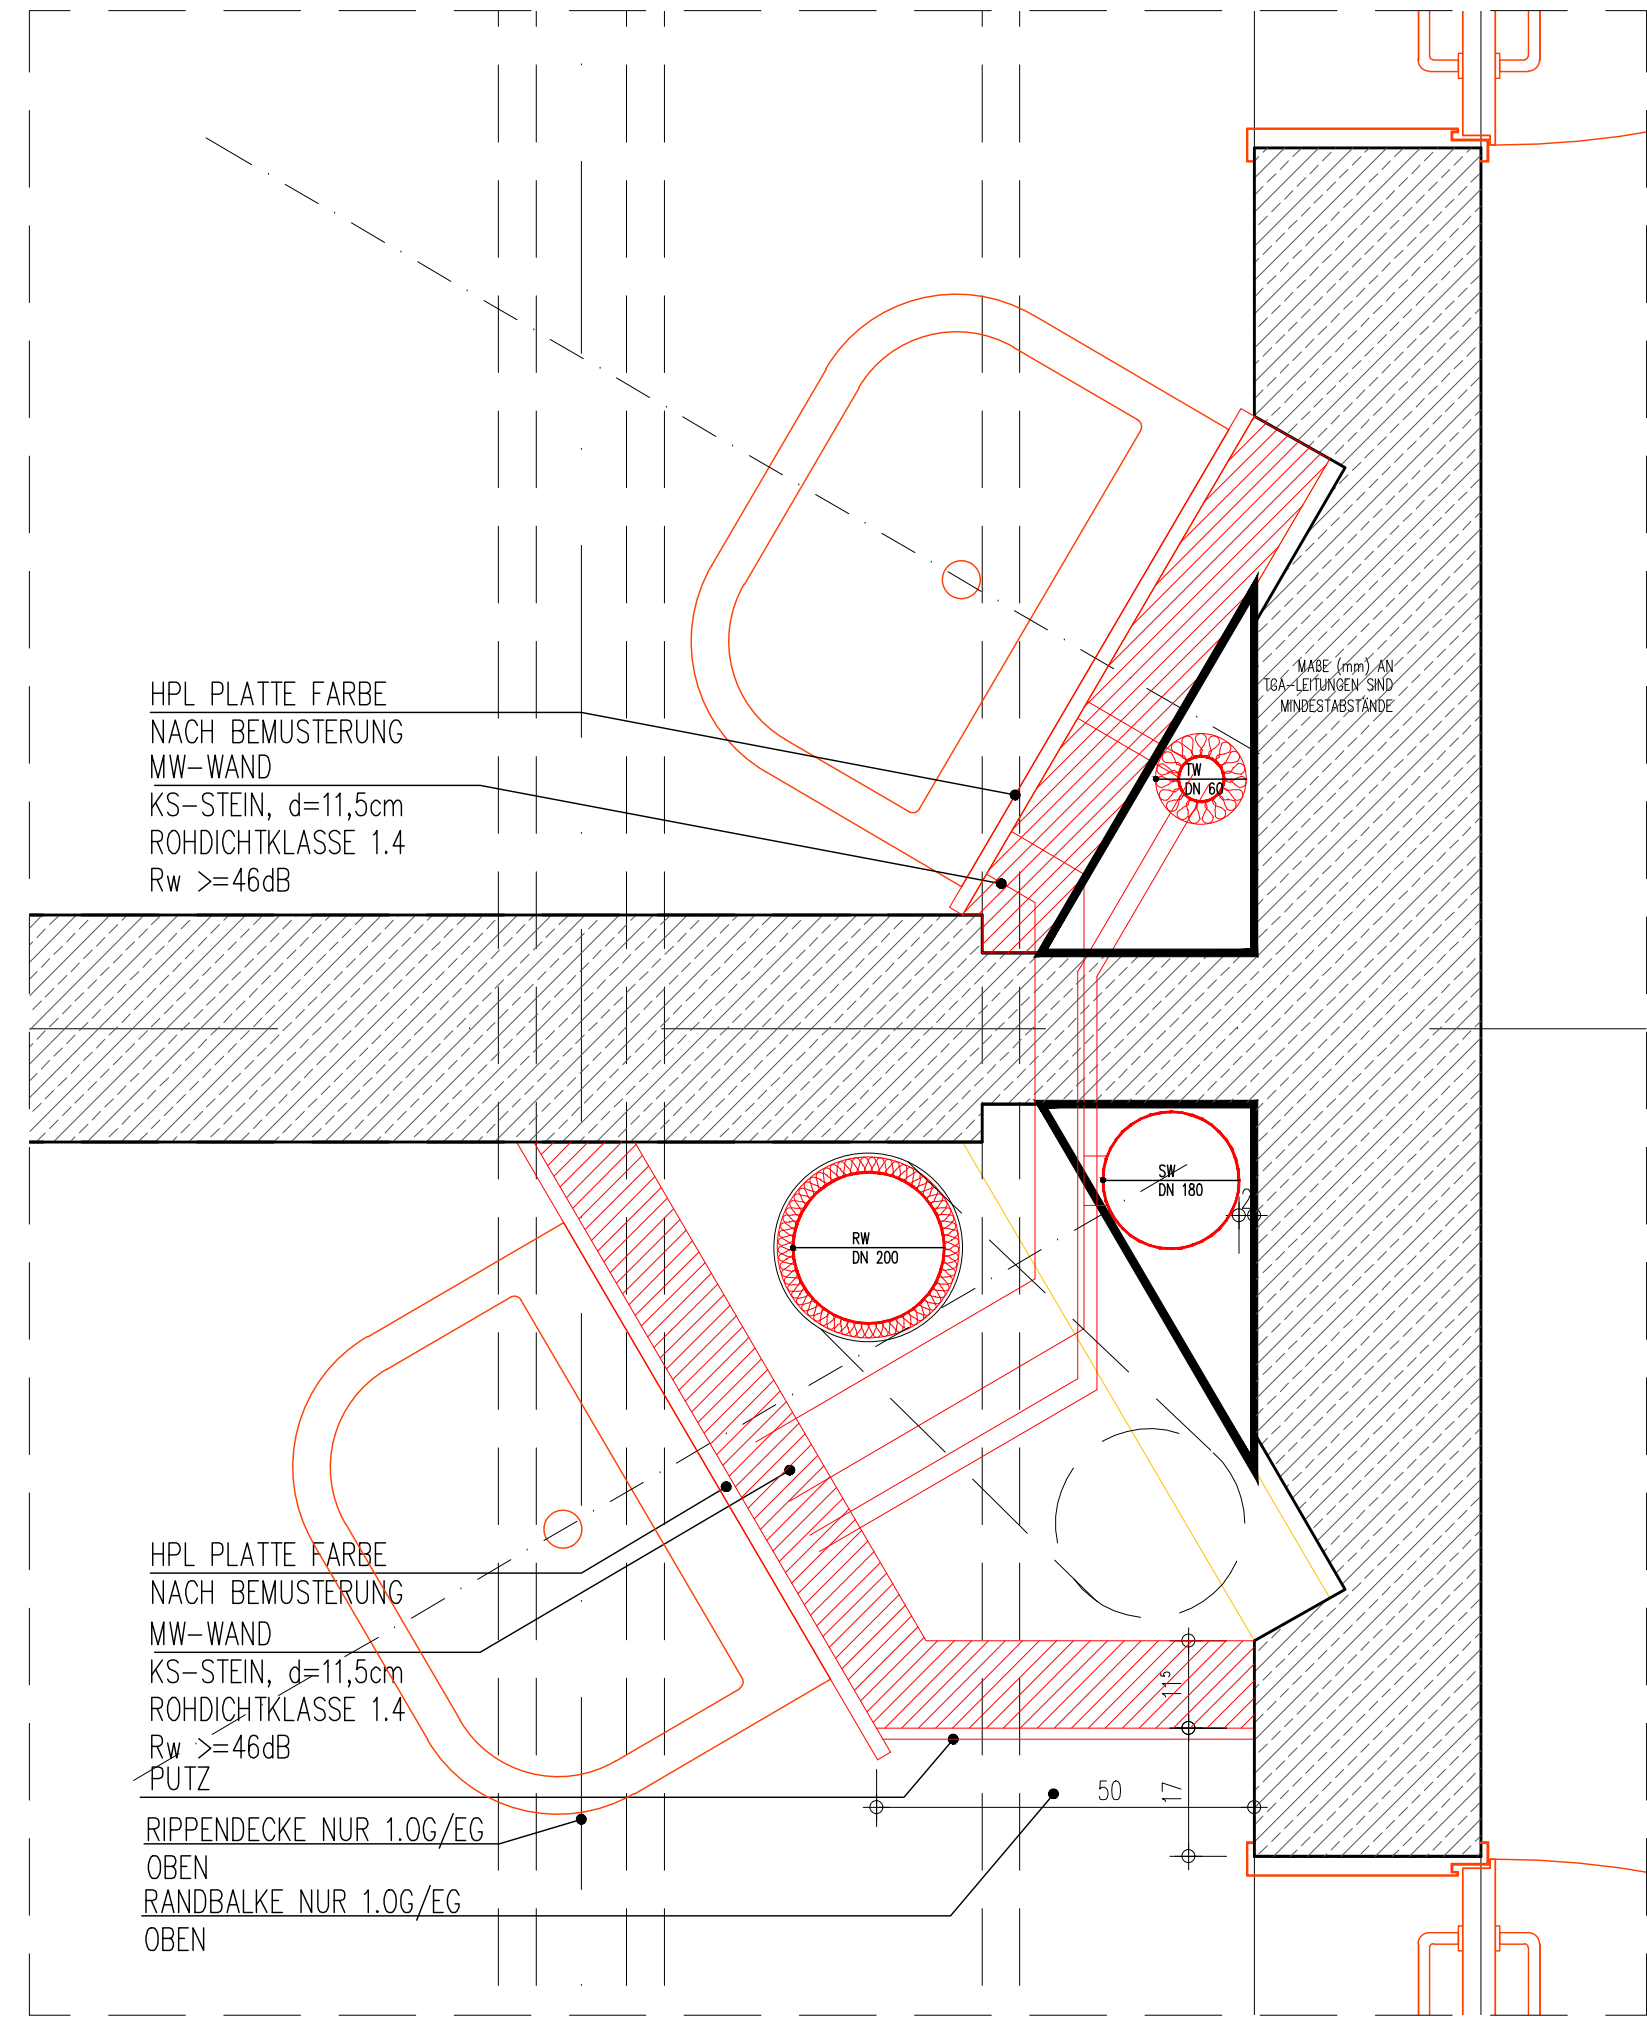 HPL PLATTE FARBE
NACH BEMUSTERUNG
MW-WAND
KS-STEIN, d=11,5cm
ROHDICHTKLASSE 1.4
Rw >=46dB
MAßE (mm) AN
TGA-LEITUNGEN SIND
MINDESTABSTÄNDE
TW
DN 60
SW
DN 180
RW
DN 200
HPL PLATTE FARBE
NACH BEMUSTERUNG
MW-WAND
KS-STEIN, d=11,5cm
ROHDICHTKLASSE 1.4
Rw >=46dB
PUTZ
11⁵
50
17
RIPPENDECKE NUR 1.OG/EG
OBEN
RANDBALKE NUR 1.OG/EG
OBEN